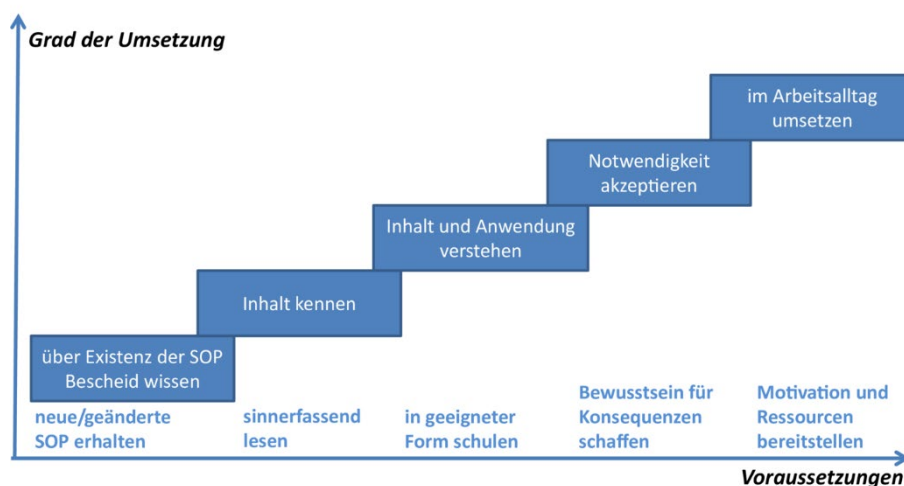 Grad der Umsetzung
im Arbeitsalltag
umsetzen
Notwendigkeit
akzeptieren
Inhalt und Anwendung
verstehen
Inhalt kennen
über Existenz der SOP
Bescheid wissen
neue/geänderte
SOP erhalten
sinnerfassend
lesen
in geeigneter
Form schulen
Bewusstsein für
Konsequenzen
schaffen
Motivation und
Ressourcen
bereitstellen
Voraussetzungen